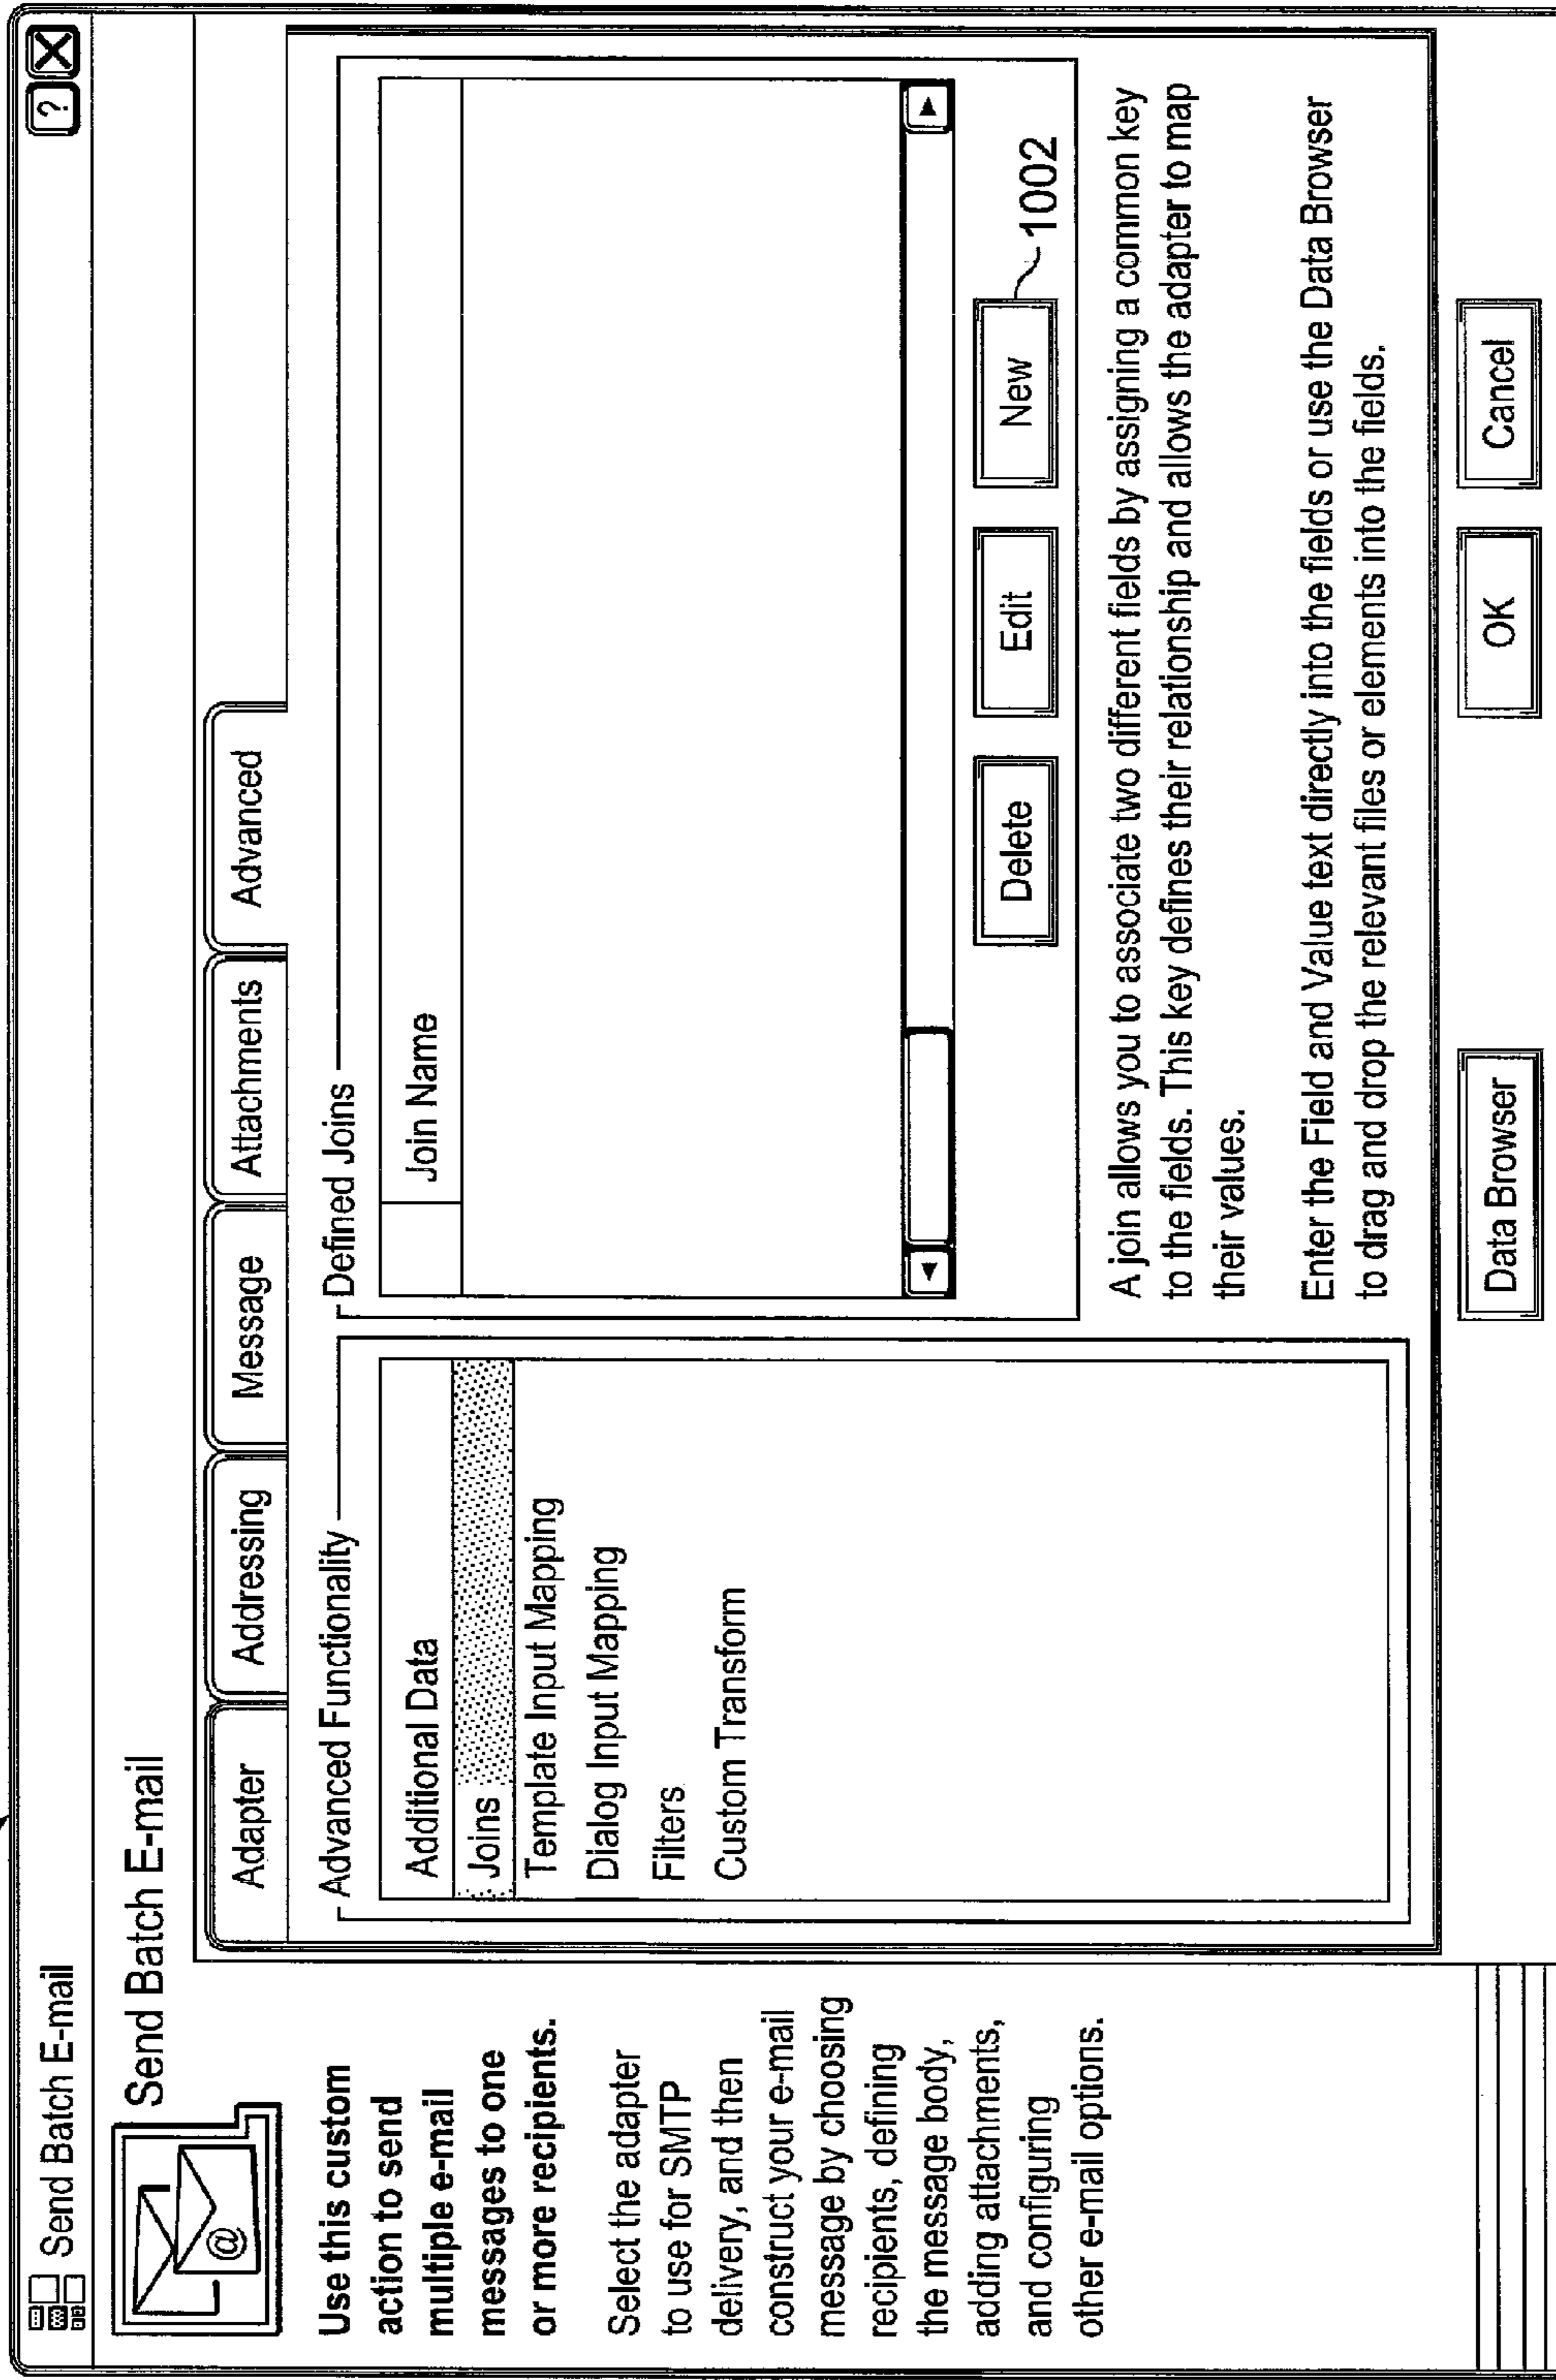 Send Batch E-mail
?
X
Send Batch E-mail
@
Use this custom
action to send
multiple e-mail
messages to one
or more recipients.
Select the adapter
to use for SMTP
delivery, and then
construct your e-mail
message by choosing
recipients, defining
the message body,
adding attachments,
and configuring
other e-mail options.
Adapter
Addressing
Message
Attachments
Advanced
Advanced Functionality
Additional Data
Joins
Template Input Mapping
Dialog Input Mapping
Filters
Custom Transform
Defined Joins
Join Name
Delete
Edit
New
1002
A join allows you to associate two different fields by assigning a common key
to the fields. This key defines their relationship and allows the adapter to map
their values.
Enter the Field and Value text directly into the fields or use the Data Browser
to drag and drop the relevant files or elements into the fields.
Data Browser
OK
Cancel